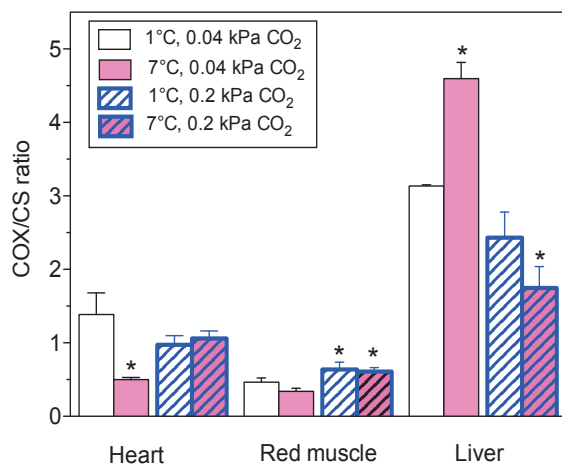 1°C, 0.04 kPa CO₂
7°C, 0.04 kPa CO₂
1°C, 0.2 kPa CO₂
7°C, 0.2 kPa CO₂
COX/CS ratio
5
4
3
2
1
0
*
*
*
*
*
Heart Red muscle Liver